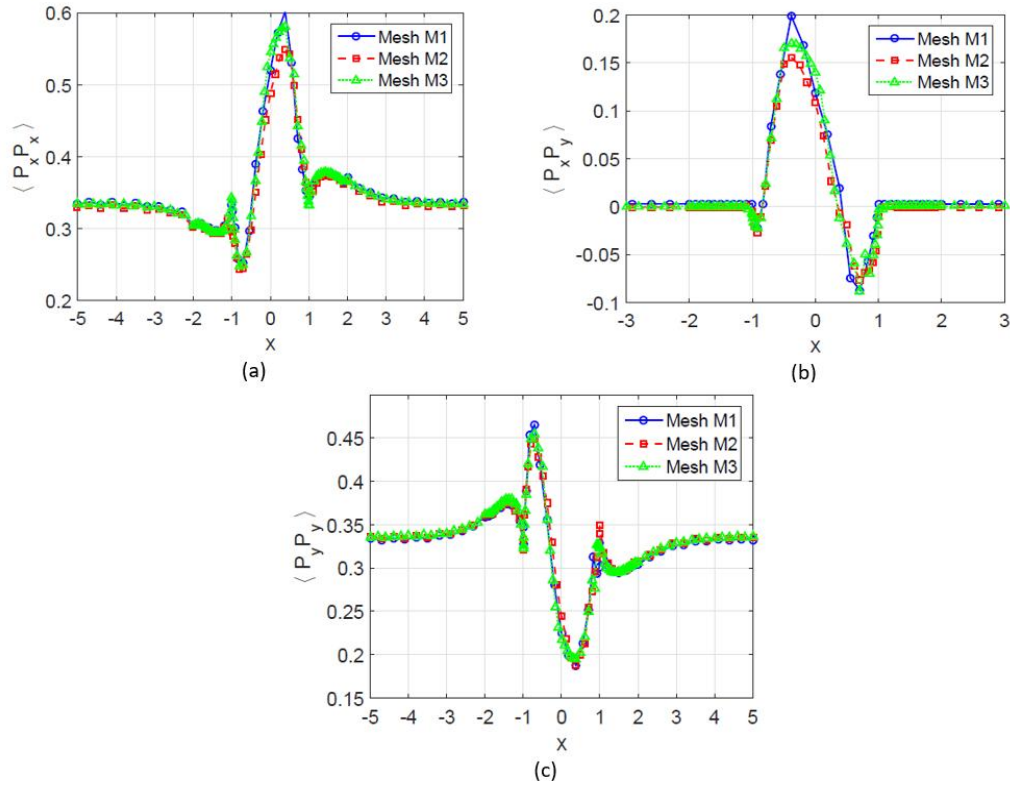 0.6
0.5
0.4
0.3
0.2
⟨ P_x P_x ⟩
-5 -4 -3 -2 -1 0 1 2 3 4 5
X
Mesh M1
Mesh M2
Mesh M3
(a)
0.2
0.15
0.1
0.05
0
-0.05
-0.1
⟨ P_x P_y ⟩
-3 -2 -1 0 1 2 3
X
Mesh M1
Mesh M2
Mesh M3
(b)
0.45
0.4
0.35
0.3
0.25
0.2
0.15
⟨ P_y P_y ⟩
-5 -4 -3 -2 -1 0 1 2 3 4 5
X
Mesh M1
Mesh M2
Mesh M3
(c)